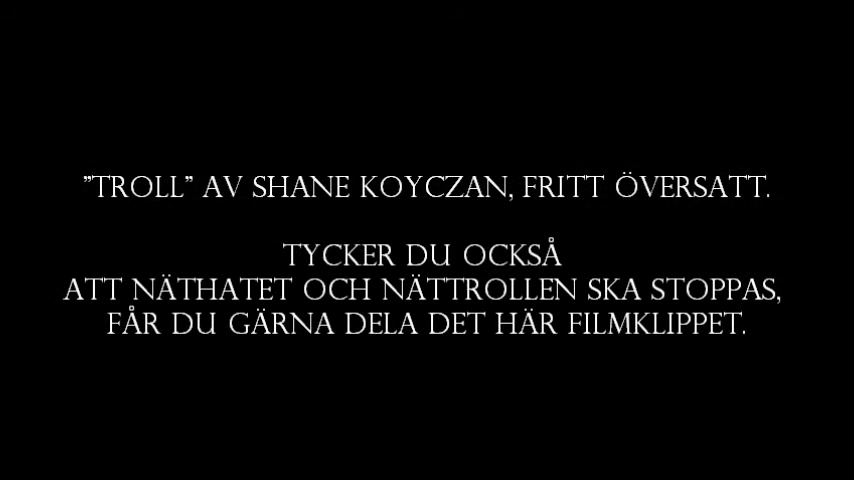 ”TROLL” AV SHANE KOYCZAN, FRITT ÖVERSATT.
TYCKER DU OCKSÅ
ATT NÄTHATET OCH NÄTTROLLEN SKA STOPPAS,
FÅR DU GÄRNA DELA DET HÄR FILMKLIPPET.